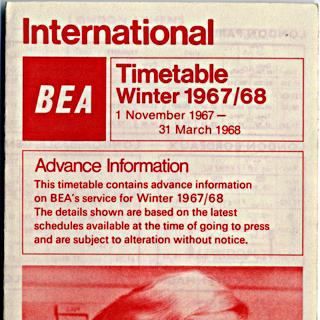 International
BEA
Timetable
Winter 1967/68
1 November 1967 —
31 March 1968
Advance Information
This timetable contains advance information
on BEA's service for Winter 1967/68
The details shown are based on the latest
schedules available at the time of going to press
and are subject to alteration without notice.